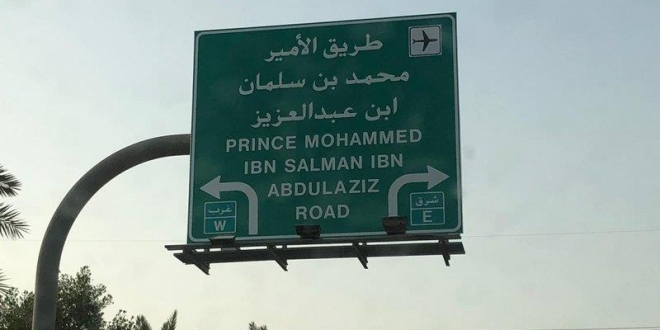 طريق الأمير
محمد بن سلمان
ابن عبدالعزيز
PRINCE MOHAMMED
IBN SALMAN IBN
ABDULAZIZ
ROAD
غرب
W
شرق
E